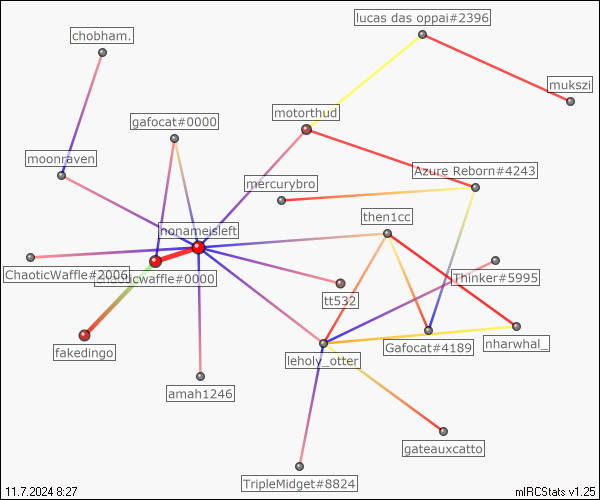 lucas das oppai#2396
chobham.
mukszi
gafocat#0000
motorthud
moonraven
Azure Reborn#4243
mercurybro
then1cc
nonameisleft
ChaoticWaffle#2006
chaoticwaffle#0000
Thinker#5995
tt532
fakedingo
Gafocat#4189
nharwhal_
leholy_otter
amah1246
gateauxcatto
TripleMidget#8824
11.7.2024 8:27
mIRCStats v1.25